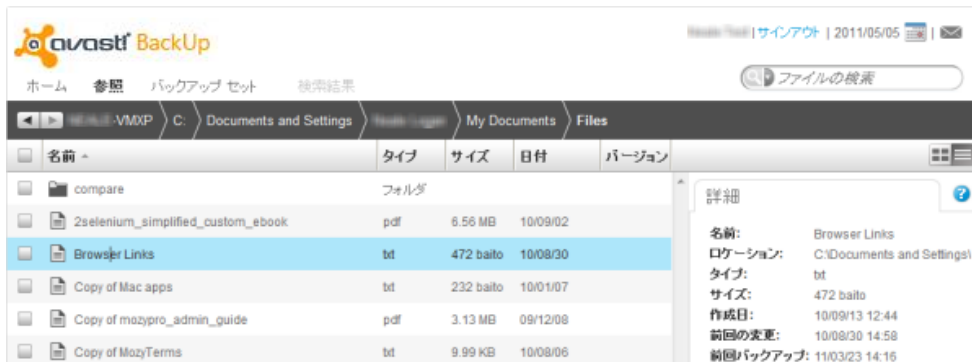 avast! BackUp
| サインアウト | 2011/05/05 |
ホーム 参照 バックアップ セット 検索結果
ファイルの検索
-VMXP C: Documents and Settings My Documents Files
名前 タイプ サイズ 日付 バージョン
compare フォルダ
2selenium_simplified_custom_ebook pdf 6.56 MB 10/09/02
Browser Links txt 472 baito 10/08/30
Copy of Mac apps txt 232 baito 10/01/07
Copy of mozypro_admin_guide pdf 3.13 MB 09/12/08
Copy of MozyTerms txt 9.99 KB 10/08/06
詳細
名前: Browser Links
ロケーション: C:\Documents and Settings\
タイプ: txt
サイズ: 472 baito
作成日: 10/09/13 12:44
前回の変更: 10/08/30 14:58
前回バックアップ: 11/03/23 14:16